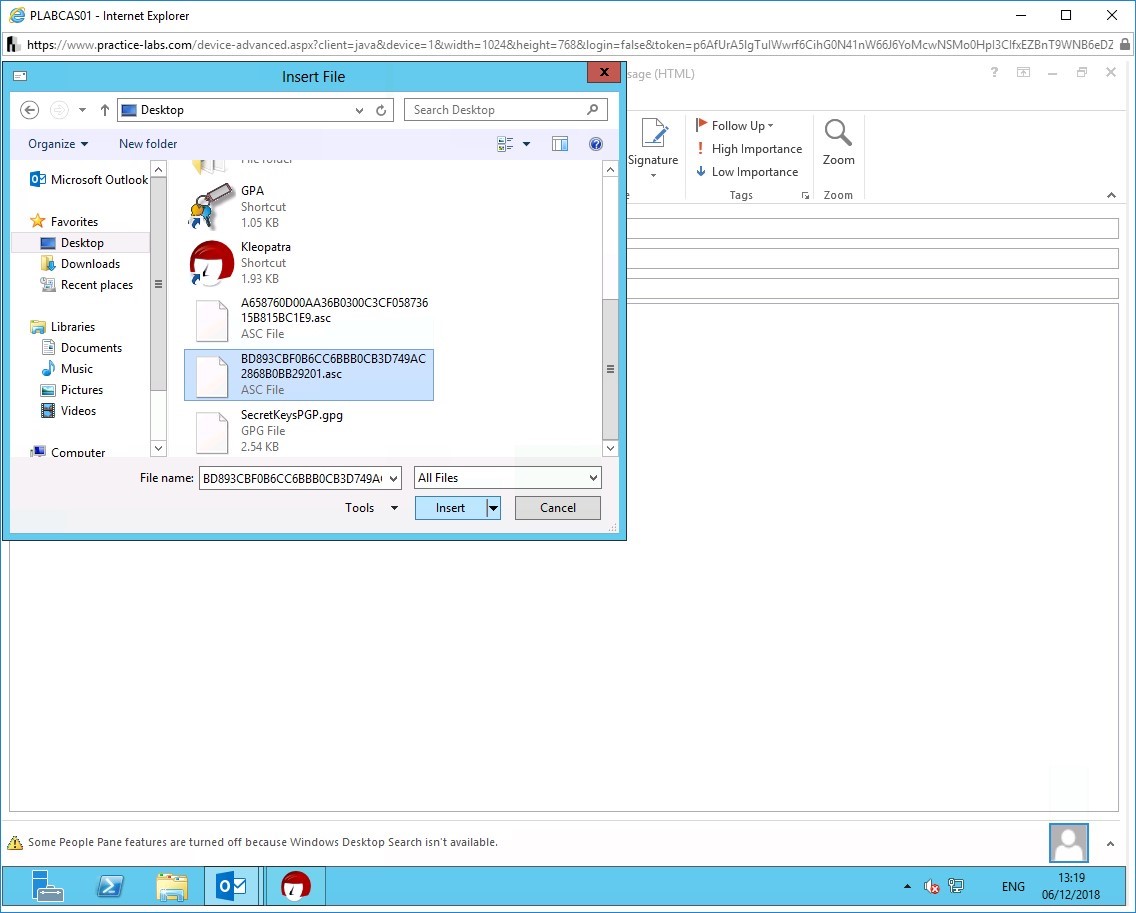 PLABCAS01 - Internet Explorer
https://www.practice-labs.com/device-advanced.aspx?client=java&device=1&width=1024&height=768&login=false&token=p6AfUrA5IgTulWwrf6CihG0N41nW66J6YoMcwNSMo0Hpl3ClfxEZBnT9WNB6eDZ
Insert File
sage (HTML)
Desktop
Search Desktop
Organize
New folder
Microsoft Outlook
Favorites
Desktop
Downloads
Recent places
Libraries
Documents
Music
Pictures
Videos
Computer
File folder
GPA
Shortcut
1.05 KB
Kleopatra
Shortcut
1.93 KB
A658760D00AA36B0300C3CF058736
15B815BC1E9.asc
ASC File
BD893CBF0B6CC6BBB0CB3D749AC
2868B0BB29201.asc
ASC File
SecretKeysPGP.gpg
GPG File
2.54 KB
File name: BD893CBF0B6CC6BBB0CB3D749A
All Files
Tools
Insert
Cancel
Signature
Follow Up
High Importance
Low Importance
Tags
Zoom
Zoom
Some People Pane features are turned off because Windows Desktop Search isn't available.
ENG
13:19
06/12/2018